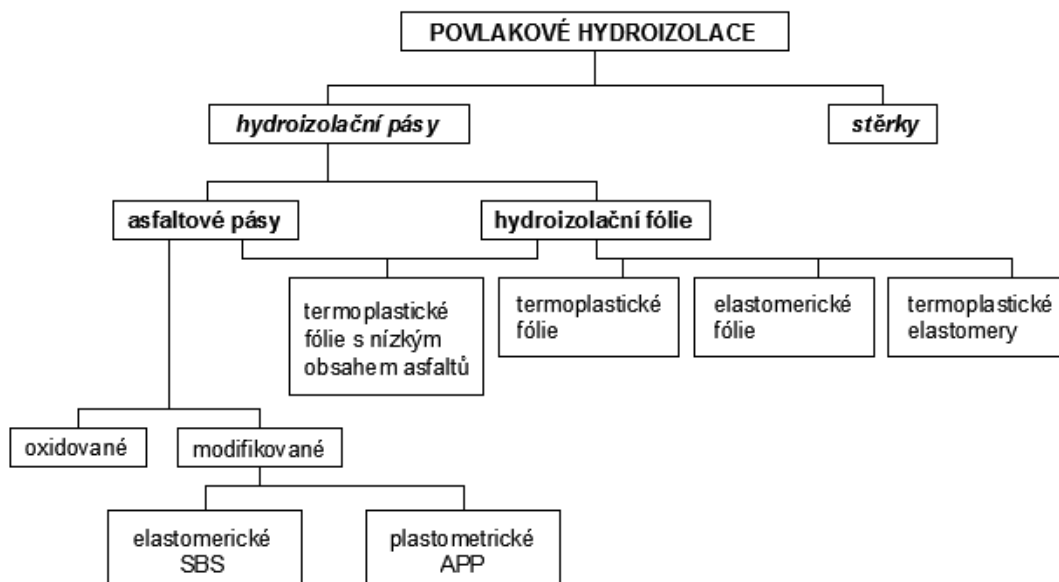 POVLAKOVÉ HYDROIZOLACE
hydroizolační pásy
stěrky
asfaltové pásy
hydroizolační fólie
termoplastické
fólie s nízkým
obsahem asfaltů
termoplastické
fólie
elastomerické
fólie
termoplastické
elastomery
oxidované
modifikované
elastomerické
SBS
plastometrické
APP